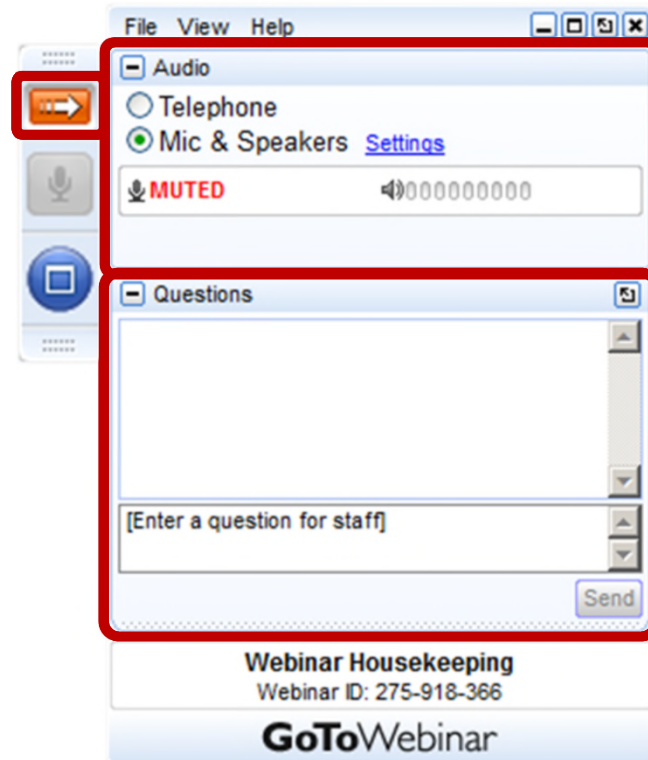 File View Help
Audio
Telephone
Mic & Speakers Settings
MUTED 000000000
Questions
[Enter a question for staff]
Send
Webinar Housekeeping
Webinar ID: 275-918-366
GoToWebinar